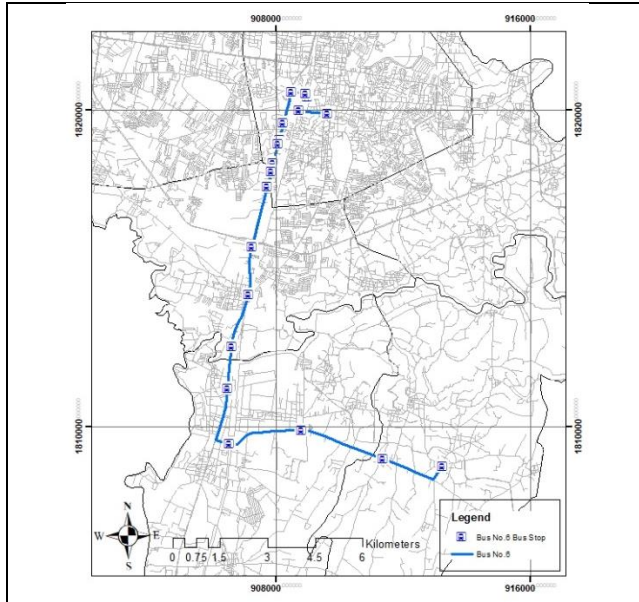 908000 916000
1820000 1820000
1810000 1810000
Legend
Bus No.6 Bus Stop
Bus No.6
N
W E
S
Kilometers
0 0.75 1.5 3 4.5 6
908000 916000